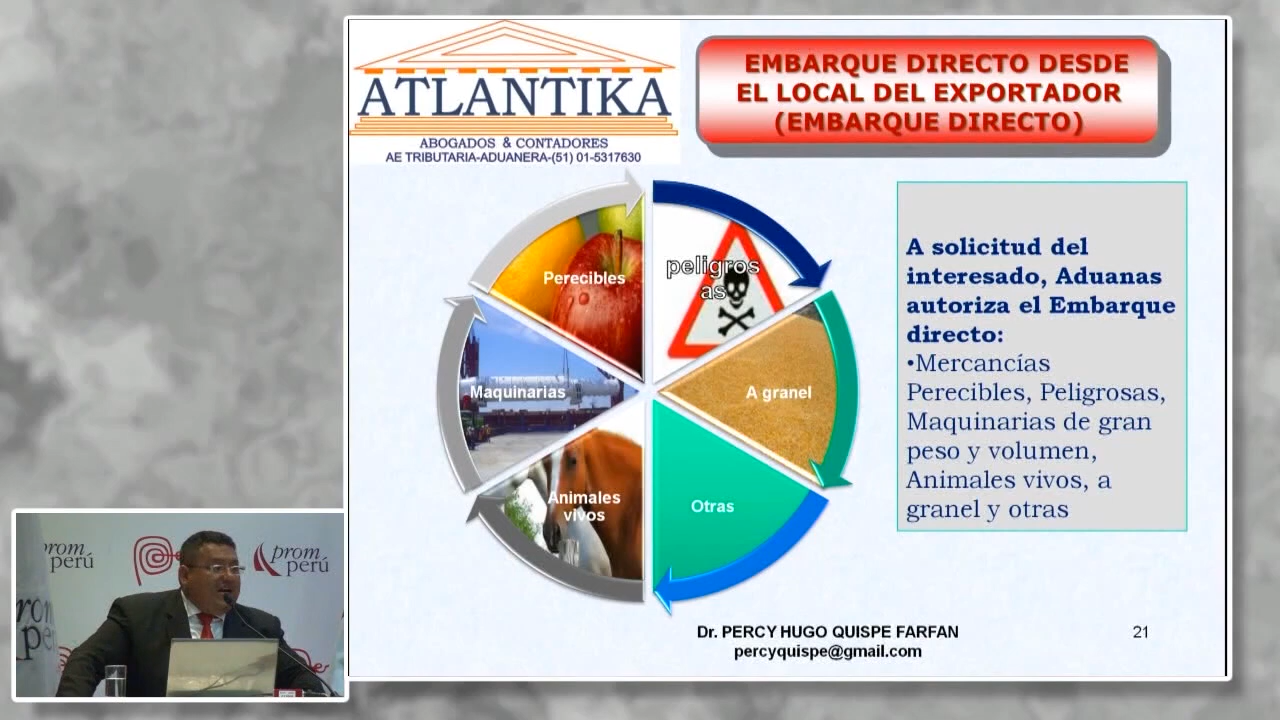 ATLANTIKA
ABOGADOS & CONTADORES
AE TRIBUTARIA-ADUANERA-(51) 01-5317630
EMBARQUE DIRECTO DESDE
EL LOCAL DEL EXPORTADOR
(EMBARQUE DIRECTO)
Perecibles
peligros
as
Maquinarias
A granel
Animales
vivos
Otras
A solicitud del
interesado, Aduanas
autoriza el Embarque
directo:
•Mercancías
Perecibles, Peligrosas,
Maquinarias de gran
peso y volumen,
Animales vivos, a
granel y otras
Dr. PERCY HUGO QUISPE FARFAN
percyquispe@gmail.com
21
prom
perú
prom
perú